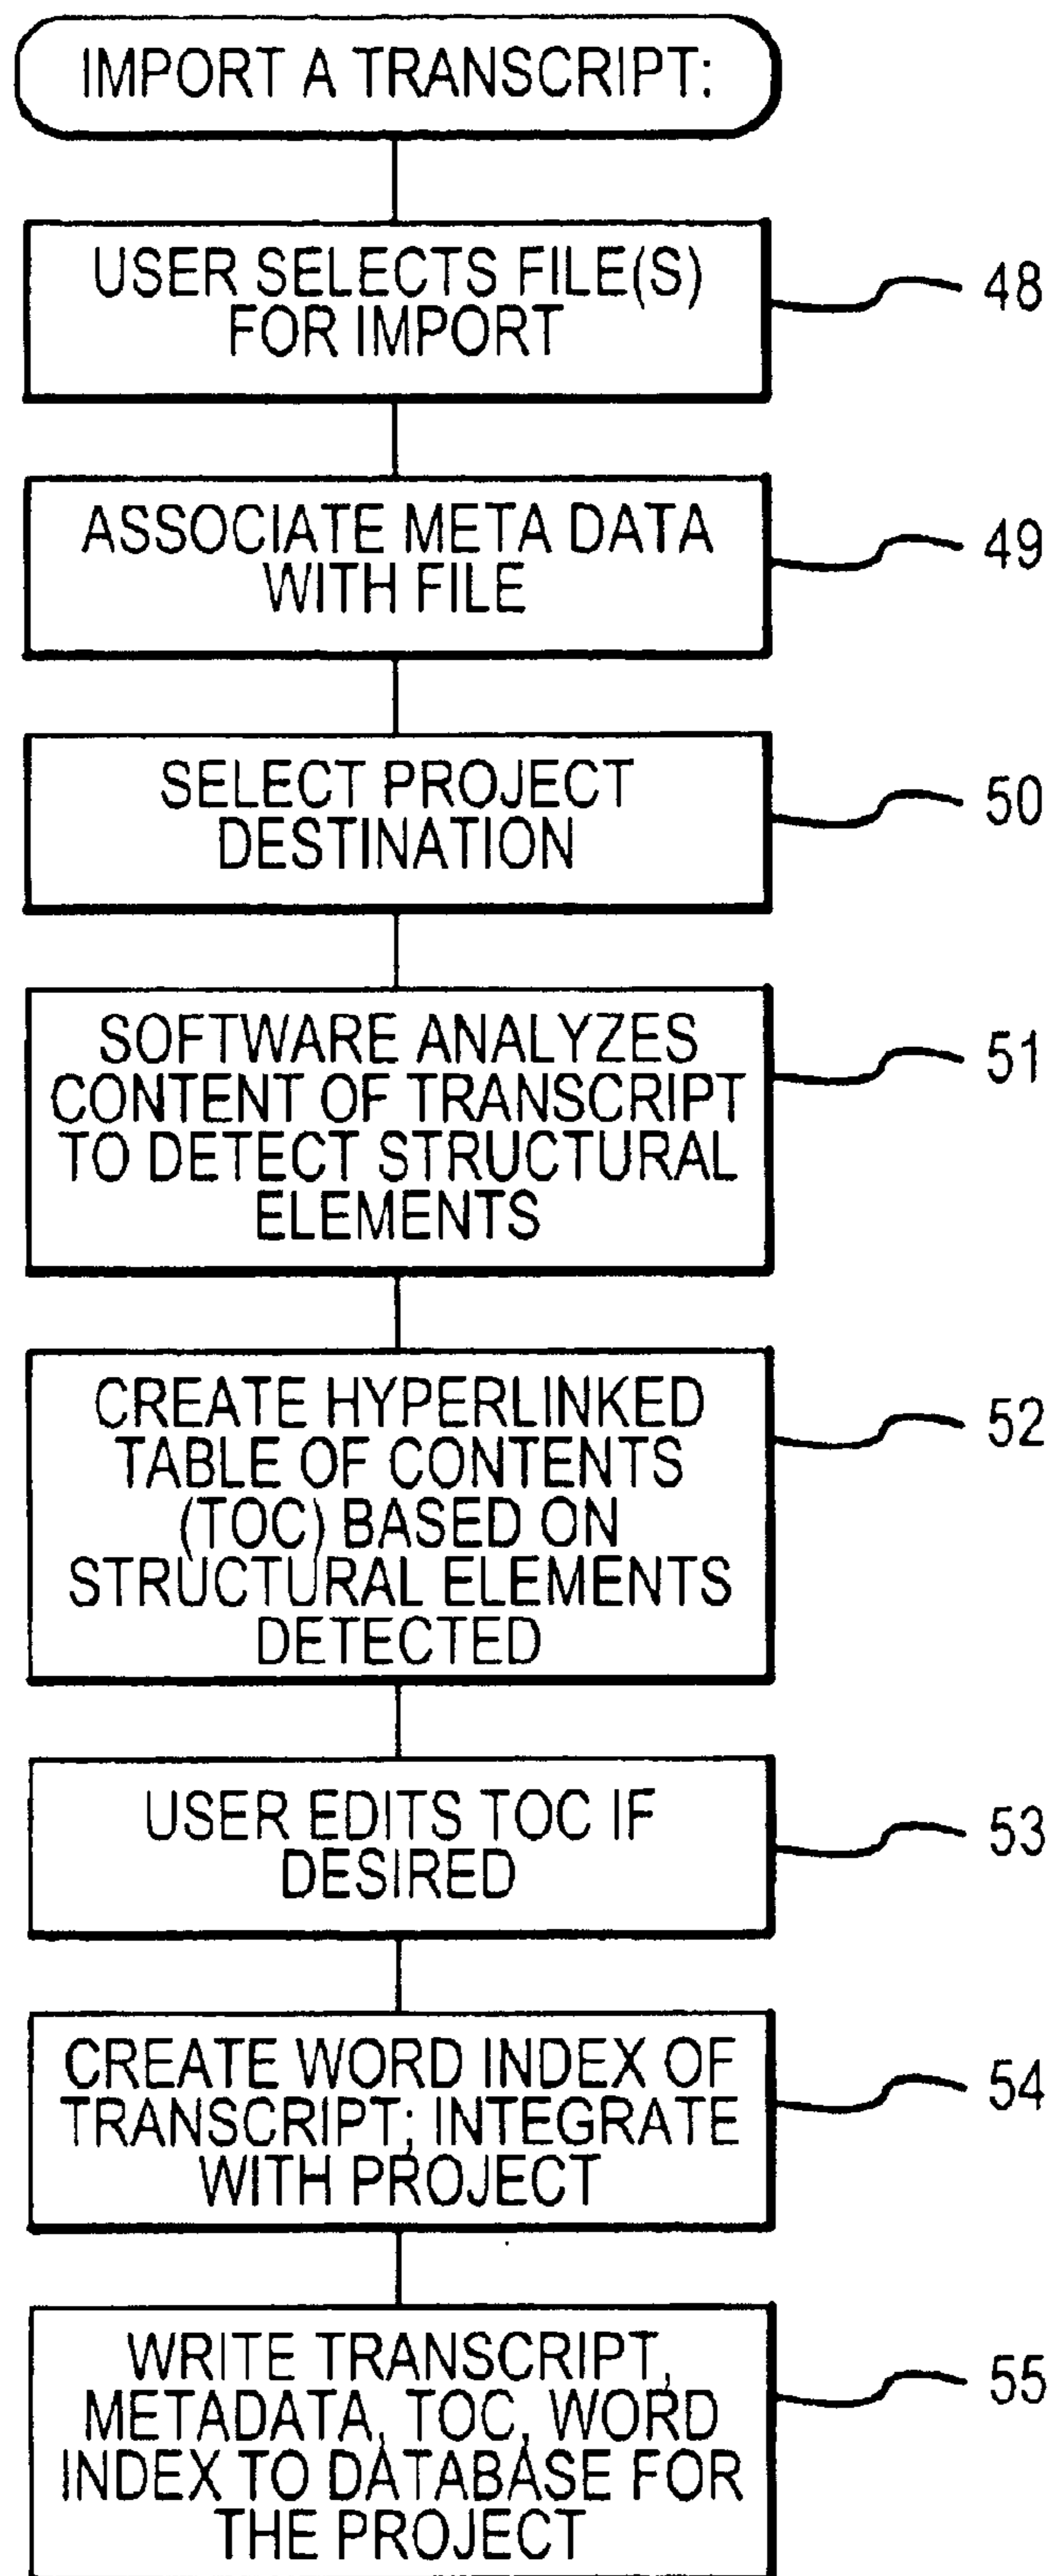 IMPORT A TRANSCRIPT:
USER SELECTS FILE(S)
FOR IMPORT
48
ASSOCIATE META DATA
WITH FILE
49
SELECT PROJECT
DESTINATION
50
SOFTWARE ANALYZES
CONTENT OF TRANSCRIPT
TO DETECT STRUCTURAL
ELEMENTS
51
CREATE HYPERLINKED
TABLE OF CONTENTS
(TOC) BASED ON
STRUCTURAL ELEMENTS
DETECTED
52
USER EDITS TOC IF
DESIRED
53
CREATE WORD INDEX OF
TRANSCRIPT; INTEGRATE
WITH PROJECT
54
WRITE TRANSCRIPT,
METADATA, TOC, WORD
INDEX TO DATABASE FOR
THE PROJECT
55